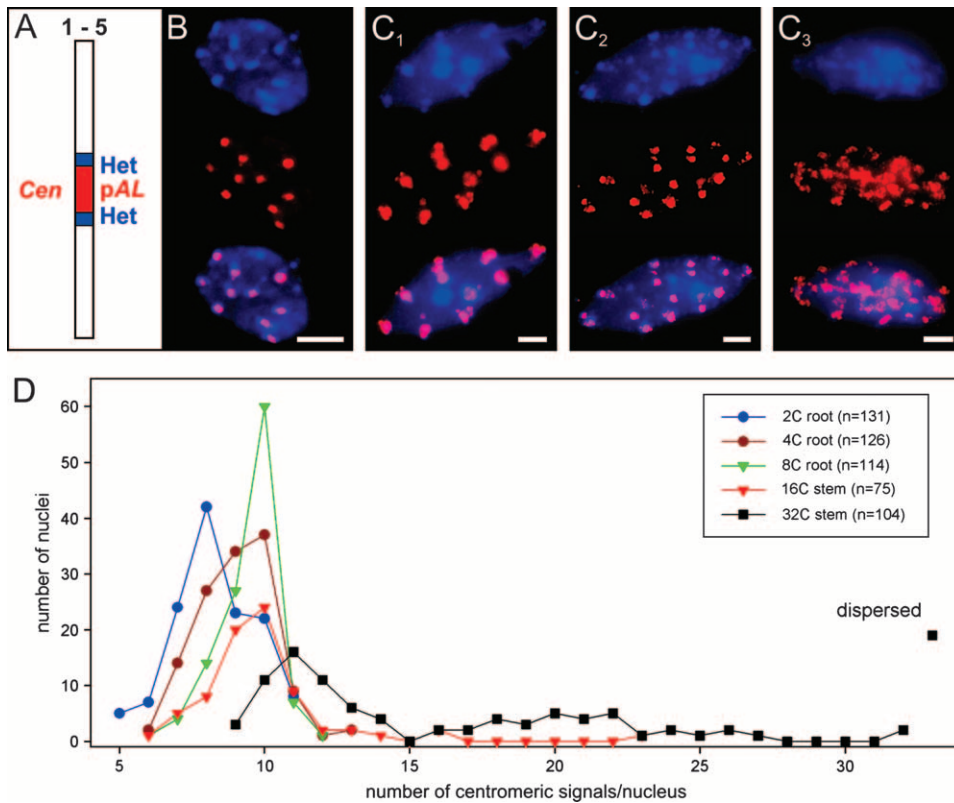 A
1 - 5
Cen
Het
pAL
Het
B
C1
C2
C3
D
number of nuclei
60
50
40
30
20
10
0
5
10
15
20
25
30
number of centromeric signals/nucleus
2C root (n=131)
4C root (n=126)
8C root (n=114)
16C stem (n=75)
32C stem (n=104)
dispersed